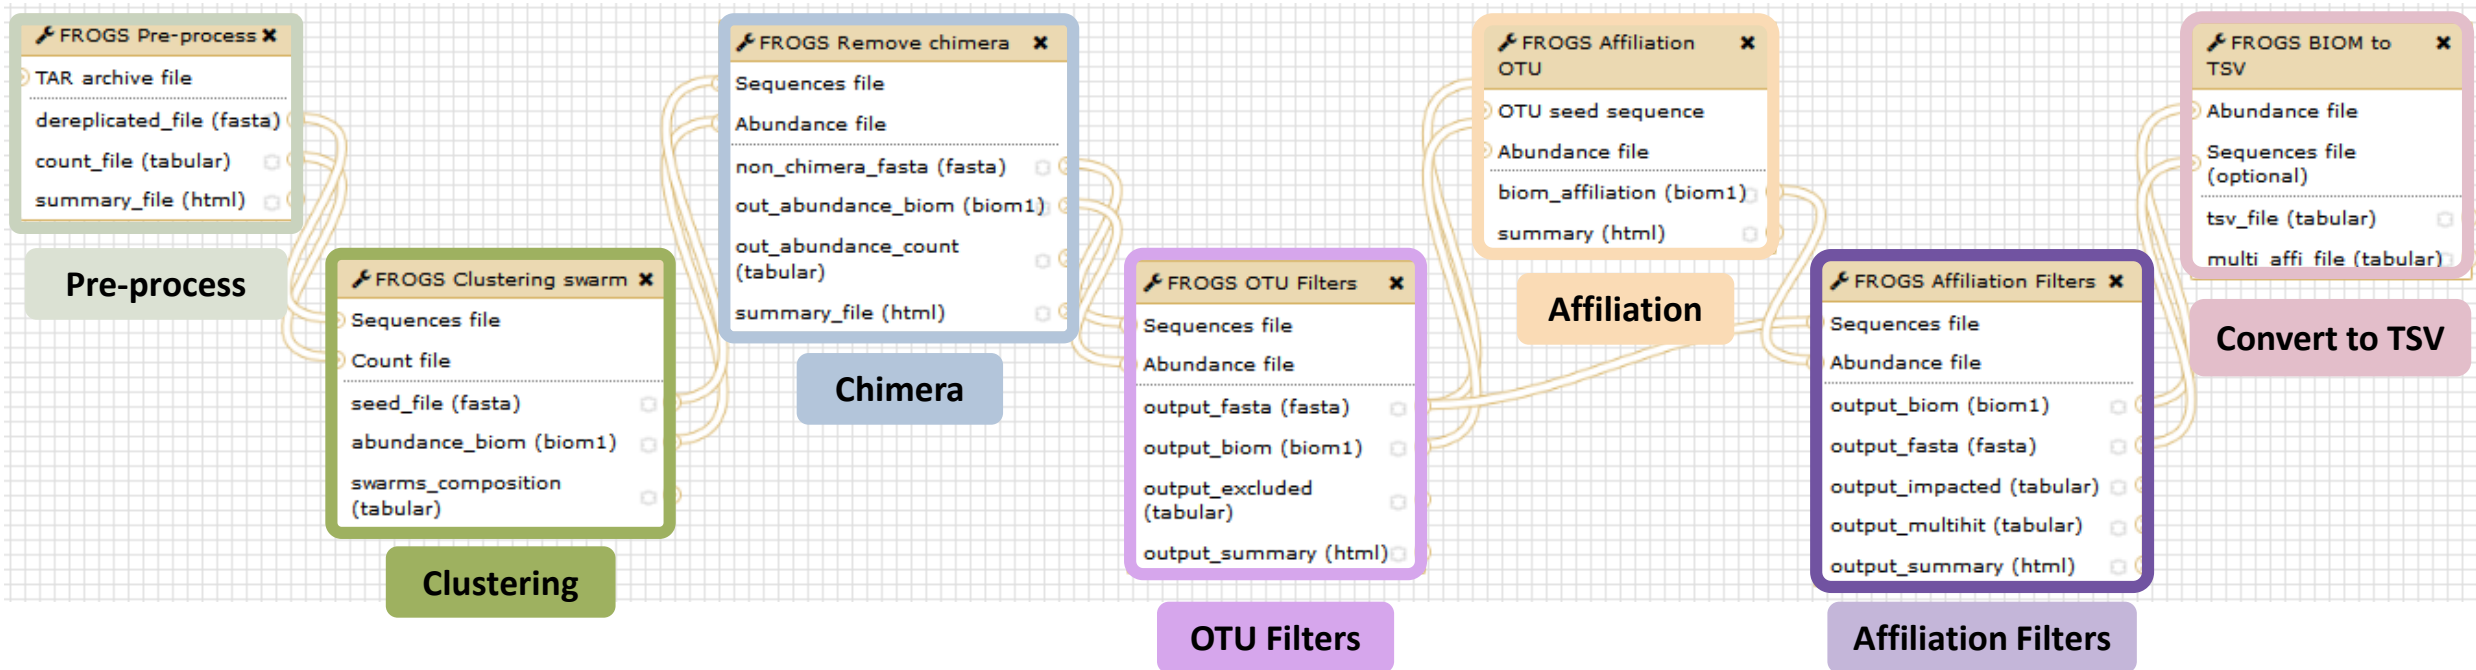 FROGS Pre-process
TAR archive file
dereplicated_file (fasta)
count_file (tabular)
summary_file (html)
Pre-process
FROGS Clustering swarm
Sequences file
Count file
seed_file (fasta)
abundance_biom (biom1)
swarms_composition
(tabular)
Clustering
FROGS Remove chimera
Sequences file
Abundance file
non_chimera_fasta (fasta)
out_abundance_biom (biom1)
out_abundance_count
(tabular)
summary_file (html)
Chimera
FROGS OTU Filters
Sequences file
Abundance file
output_fasta (fasta)
output_biom (biom1)
output_excluded
(tabular)
output_summary (html)
OTU Filters
FROGS Affiliation
OTU
OTU seed sequence
Abundance file
biom_affiliation (biom1)
summary (html)
Affiliation
FROGS Affiliation Filters
Sequences file
Abundance file
output_biom (biom1)
output_fasta (fasta)
output_impacted (tabular)
output_multihit (tabular)
output_summary (html)
Affiliation Filters
FROGS BIOM to
TSV
Abundance file
Sequences file
(optional)
tsv_file (tabular)
multi_affi_file (tabular)
Convert to TSV